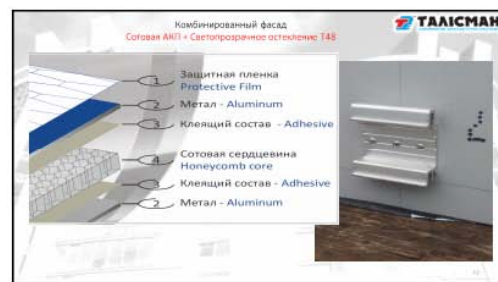 Комбинированный фасад
Сотовая АКП + Светопрозрачное остекление Т48
ТАЛІСМАН
1 Защитная пленка
Protective Film
2 Метал - Aluminum
3 Клеящий состав - Adhesive
4 Сотовая сердцевина
Honeycomb core
3 Клеящий состав - Adhesive
2 Метал - Aluminum